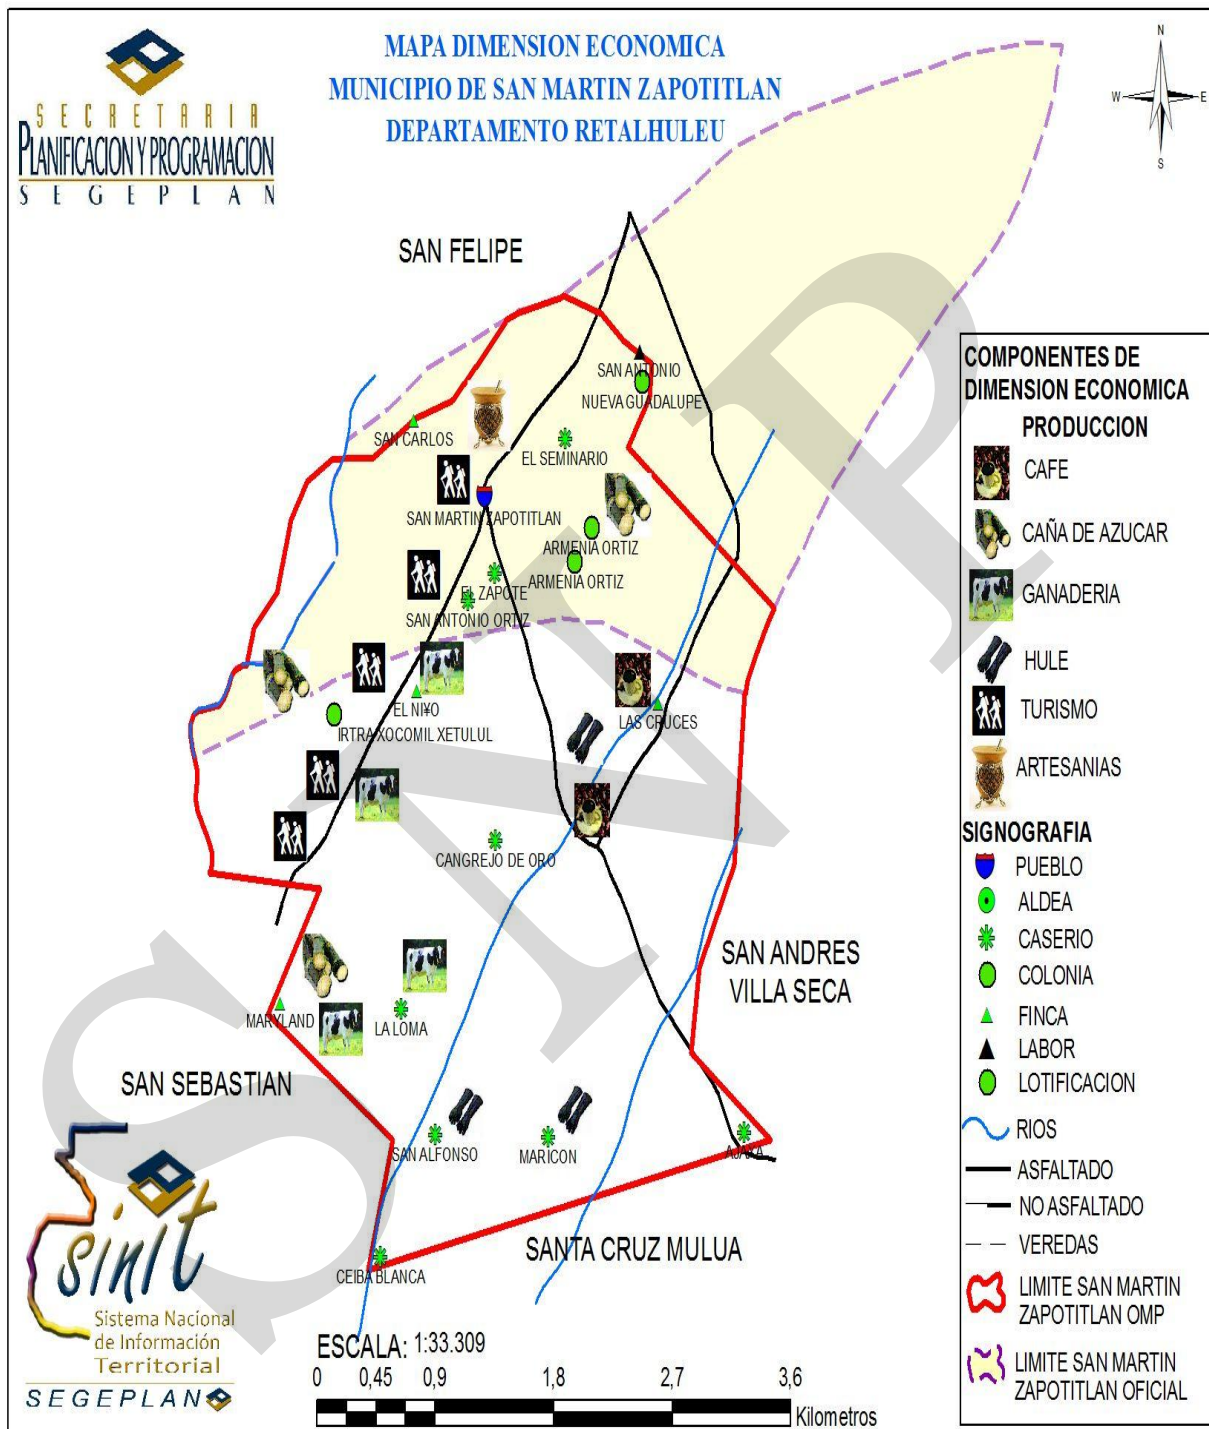 SECRETARIA
PLANIFICACION Y PROGRAMACION
SEGEPLAN
MAPA DIMENSION ECONOMICA
MUNICIPIO DE SAN MARTIN ZAPOTITLAN
DEPARTAMENTO RETALHULEU
N
W
E
S
SAN FELIPE
SAN ANTONIO
NUEVA GUADALUPE
SAN CARLOS
EL SEMINARIO
SAN MARTIN ZAPOTITLAN
ARMENIA ORTIZ
ARMENIA ORTIZ
EL ZAPOTE
SAN ANTONIO ORTIZ
EL NI¥O
LAS CRUCES
IRTRA XOCOMIL XETULUL
CANGREJO DE ORO
SAN ANDRES
VILLA SECA
MARYLAND
LA LOMA
SAN SEBASTIAN
SAN ALFONSO
MARICON
AJAXA
CEIBA BLANCA
SANTA CRUZ MULUA
COMPONENTES DE
DIMENSION ECONOMICA
PRODUCCION
CAFE
CAÑA DE AZUCAR
GANADERIA
HULE
TURISMO
ARTESANIAS
SIGNOGRAFIA
PUEBLO
ALDEA
CASERIO
COLONIA
FINCA
LABOR
LOTIFICACION
RIOS
ASFALTADO
NO ASFALTADO
VEREDAS
LIMITE SAN MARTIN
ZAPOTITLAN OMP
LIMITE SAN MARTIN
ZAPOTITLAN OFICIAL
sinit
Sistema Nacional
de Información
Territorial
SEGEPLAN
ESCALA: 1:33.309
0 0,45 0,9 1,8 2,7 3,6
Kilometros
SNP